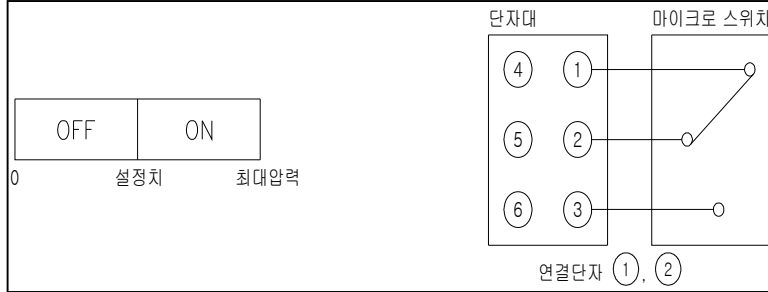 단자대
마이크로 스위치
④ ①
OFF ON
⑤ ②
0 설정치 최대압력
⑥ ③
연결단자 ①, ②